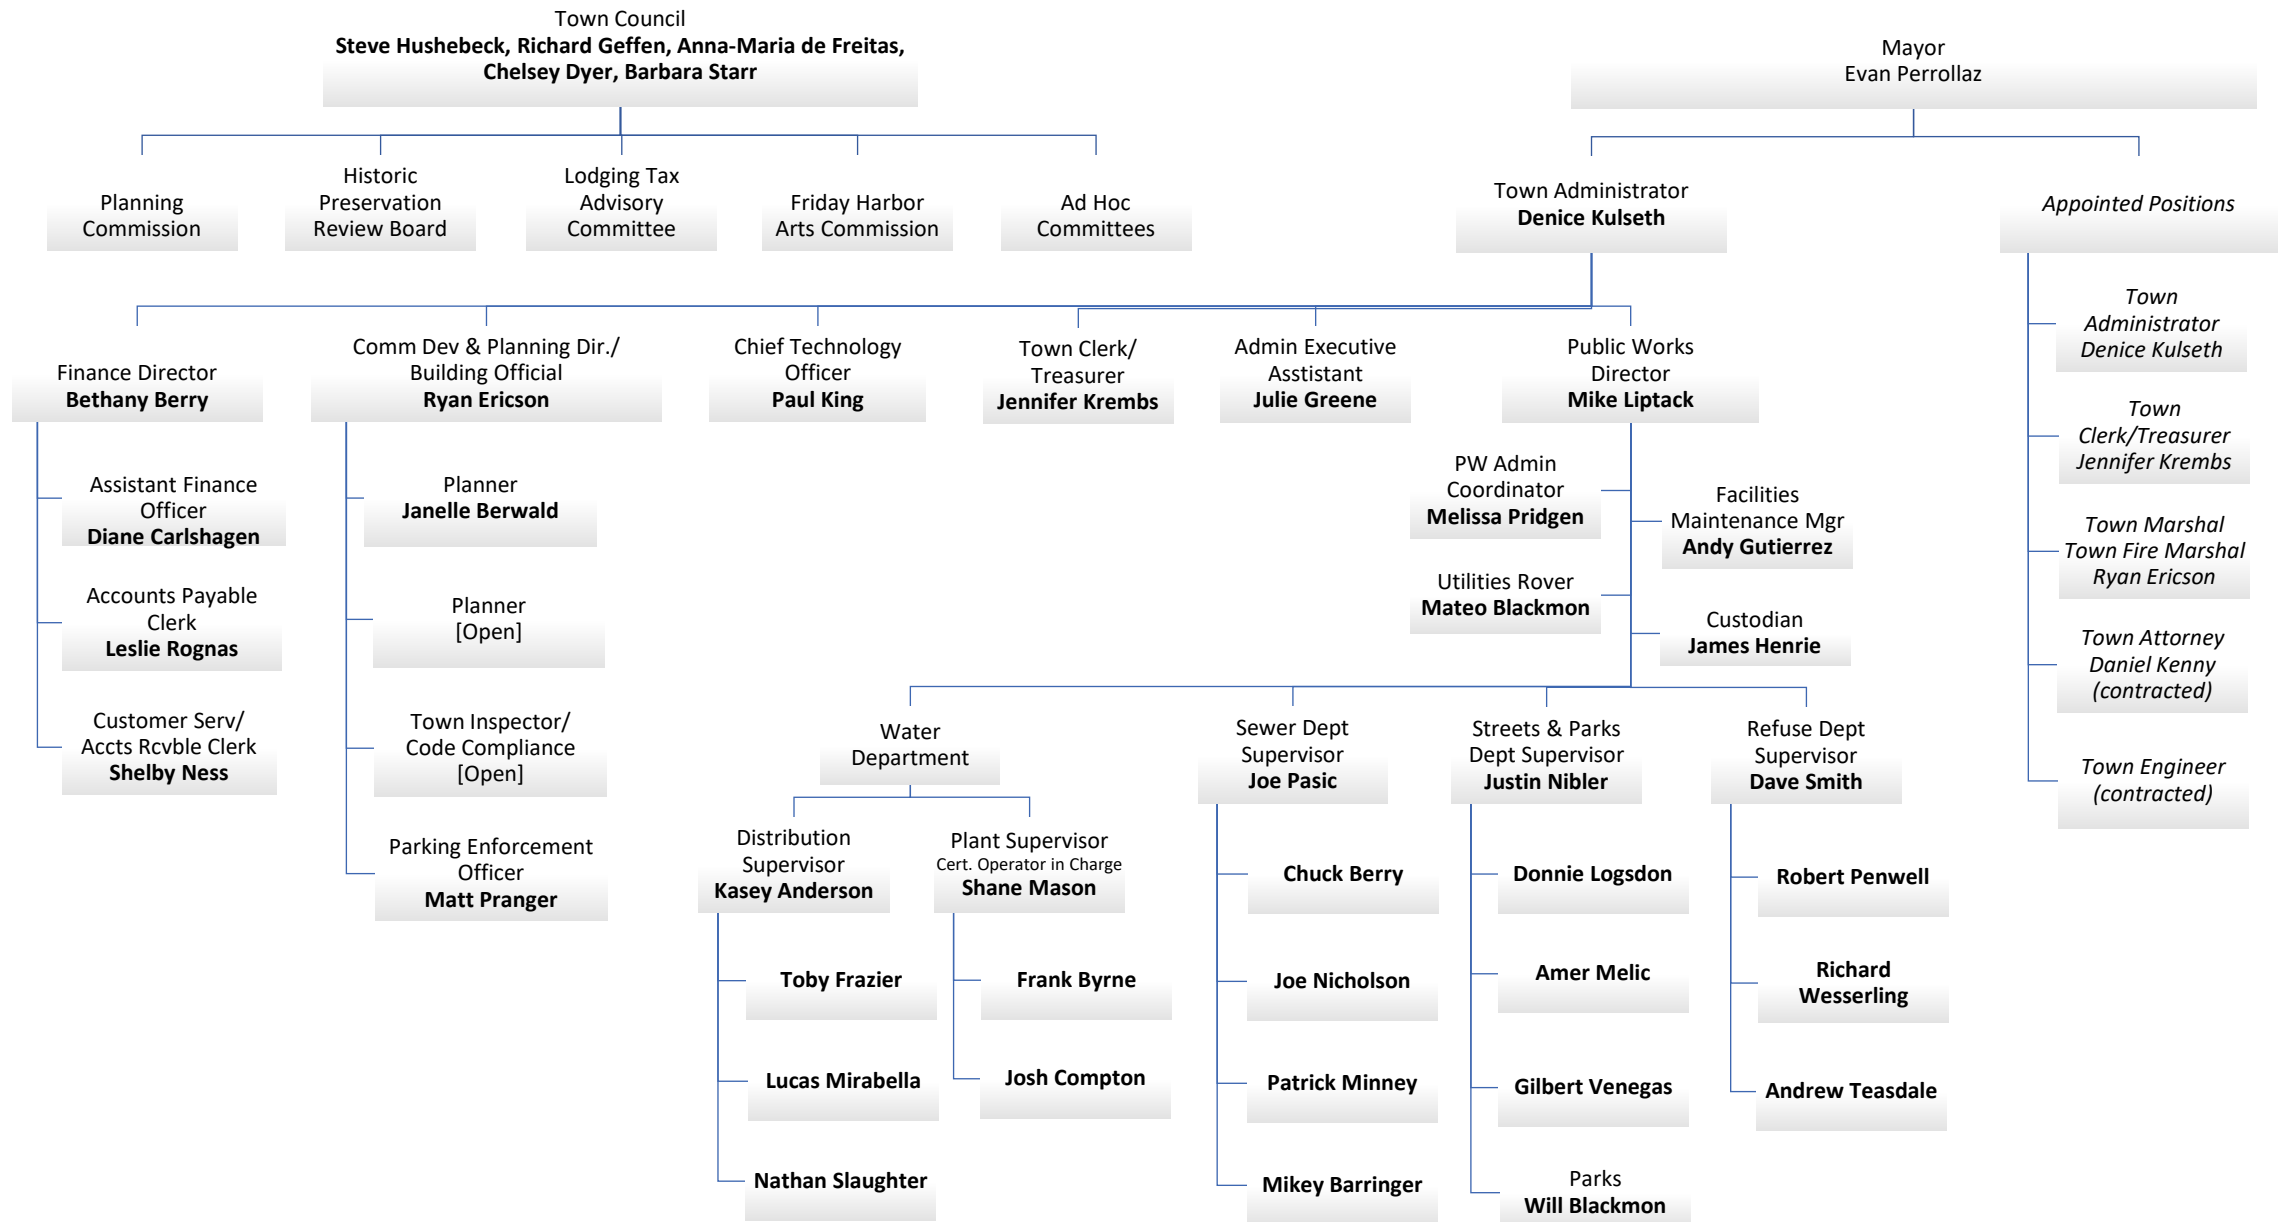 Town Council
Steve Hushebeck, Richard Geffen, Anna-Maria de Freitas,
Chelsey Dyer, Barbara Starr
Mayor
Evan Perrollaz
Planning
Commission
Historic
Preservation
Review Board
Lodging Tax
Advisory
Committee
Friday Harbor
Arts Commission
Ad Hoc
Committees
Town Administrator
Denice Kulseth
Appointed Positions
Finance Director
Bethany Berry
Comm Dev & Planning Dir./
Building Official
Ryan Ericson
Chief Technology
Officer
Paul King
Town Clerk/
Treasurer
Jennifer Krembs
Admin Executive
Asstistant
Julie Greene
Public Works
Director
Mike Liptack
Assistant Finance
Officer
Diane Carlshagen
Accounts Payable
Clerk
Leslie Rognas
Customer Serv/
Accts Rcvble Clerk
Shelby Ness
Planner
Janelle Berwald
Planner
[Open]
Town Inspector/
Code Compliance
[Open]
Parking Enforcement
Officer
Matt Pranger
PW Admin
Coordinator
Melissa Pridgen
Facilities
Maintenance Mgr
Andy Gutierrez
Utilities Rover
Mateo Blackmon
Custodian
James Henrie
Water
Department
Distribution
Supervisor
Kasey Anderson
Toby Frazier
Lucas Mirabella
Nathan Slaughter
Plant Supervisor
Cert. Operator in Charge
Shane Mason
Frank Byrne
Josh Compton
Sewer Dept
Supervisor
Joe Pasic
Chuck Berry
Joe Nicholson
Patrick Minney
Mikey Barringer
Streets & Parks
Dept Supervisor
Justin Nibler
Donnie Logsdon
Amer Melic
Gilbert Venegas
Parks
Will Blackmon
Refuse Dept
Supervisor
Dave Smith
Robert Penwell
Richard
Wesserling
Andrew Teasdale
Town
Administrator
Denice Kulseth
Town
Clerk/Treasurer
Jennifer Krembs
Town Marshal
Town Fire Marshal
Ryan Ericson
Town Attorney
Daniel Kenny
(contracted)
Town Engineer
(contracted)